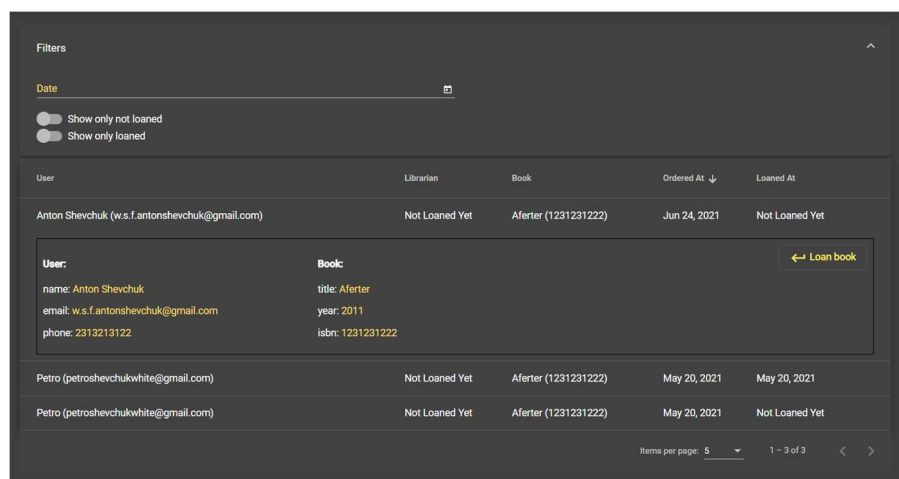 Filters
Date
Show only not loaned
Show only loaned
User Librarian Book Ordered At Loaned At
Anton Shevchuk (w.s.f.antonshevchuk@gmail.com) Not Loaned Yet Aferter (1231231222) Jun 24, 2021 Not Loaned Yet
User: Book: Loan book
name: Anton Shevchuk title: Aferter
email: w.s.f.antonshevchuk@gmail.com year: 2011
phone: 2313213122 isbn: 1231231222
Petro (petroshevchukwhite@gmail.com) Not Loaned Yet Aferter (1231231222) May 20, 2021 May 20, 2021
Petro (petroshevchukwhite@gmail.com) Not Loaned Yet Aferter (1231231222) May 20, 2021 Not Loaned Yet
Items per page: 5 1 – 3 of 3